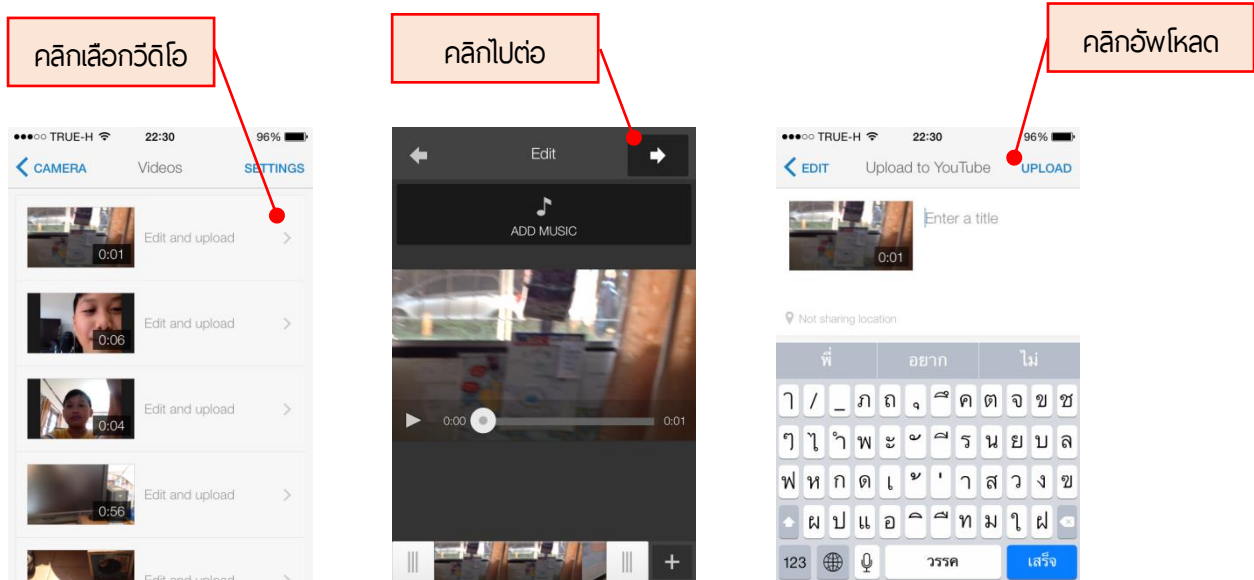 คลิกเลือกวีดิโอ
คลิกไปต่อ
คลิกอัพโหลด
TRUE-H 22:30 96%
CAMERA Videos SETTINGS
Edit and upload
0:01
Edit and upload
0:06
Edit and upload
0:04
Edit and upload
0:56
Edit and upload
Edit
ADD MUSIC
0:00 0:01
+
TRUE-H 22:30 96%
EDIT Upload to YouTube UPLOAD
Enter a title
0:01
Not sharing location
พี่ อยาก ไม่
ๅ / _ ภ ถ ุ ึ ค ต จ ข ช
ๆ ไ ำ พ ะ ั ี ร น ย บ ล
ฟ ห ก ด เ ้ ่ า ส ว ง ฃ
ผ ป แ อ ิ ื ท ม ใ ฝ
123 วรรค เสร็จ